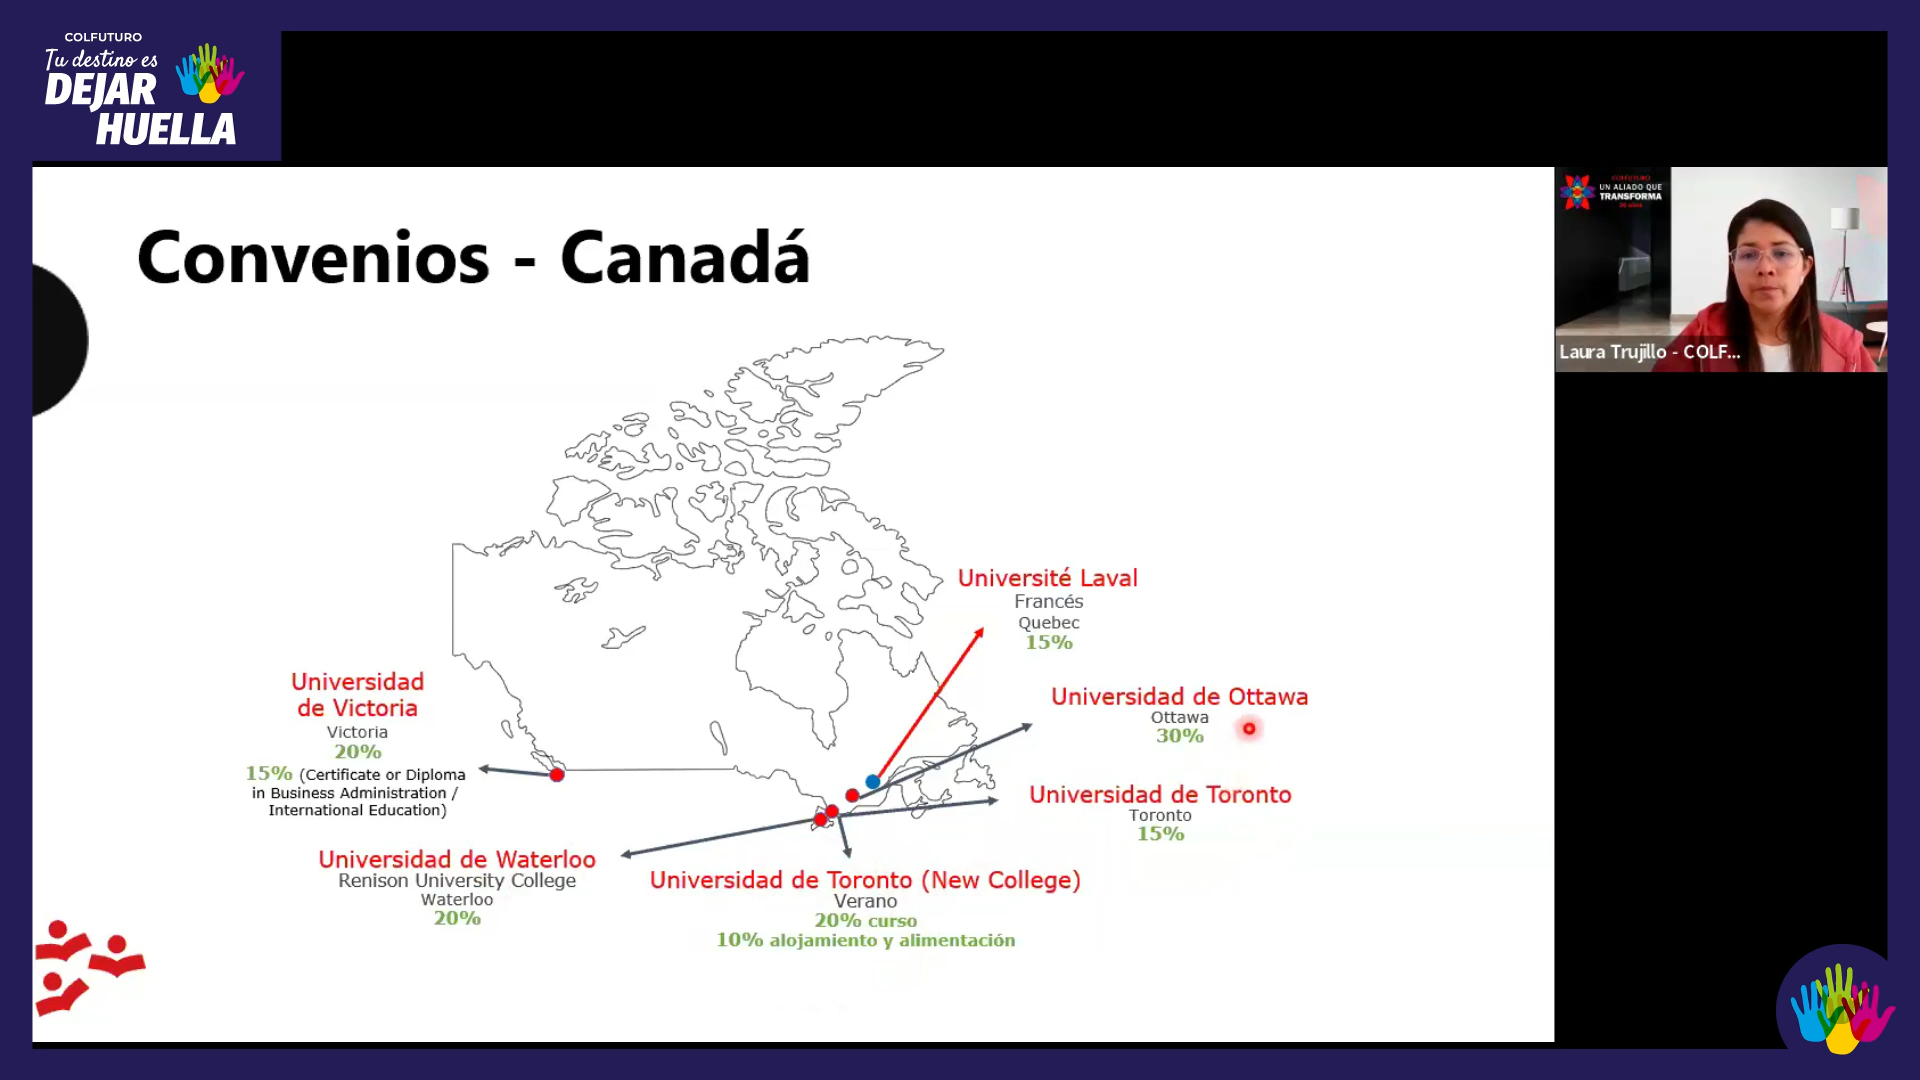 COLFUTURO
Tu destino es
DEJAR
HUELLA
Convenios - Canadá
COLFUTURO
UN ALIADO QUE
TRANSFORMA
Laura Trujillo - COLF...
Université Laval
Francés
Quebec
15%
Universidad
de Victoria
Victoria
20%
15% (Certificate or Diploma
in Business Administration /
International Education)
Universidad de Ottawa
Ottawa
30%
Universidad de Toronto
Toronto
15%
Universidad de Waterloo
Renison University College
Waterloo
20%
Universidad de Toronto (New College)
Verano
20% curso
10% alojamiento y alimentación